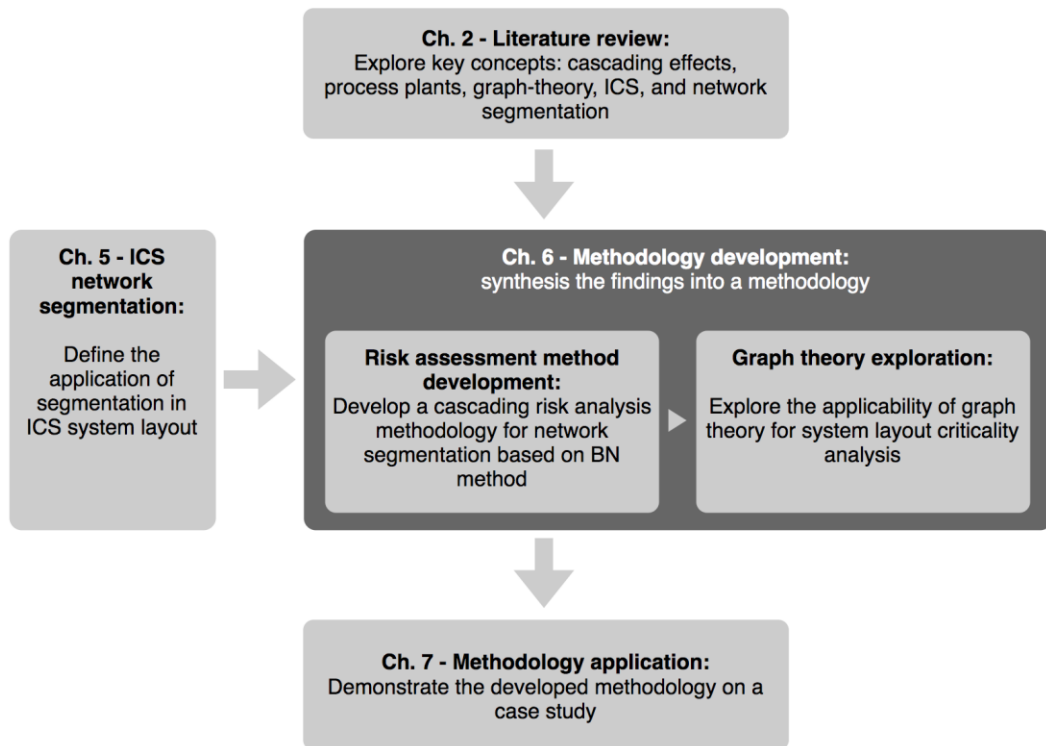 Ch. 2 - Literature review:
Explore key concepts: cascading effects,
process plants, graph-theory, ICS, and network
segmentation
Ch. 5 - ICS
network
segmentation:
Define the
application of
segmentation in
ICS system layout
Ch. 6 - Methodology development:
synthesis the findings into a methodology
Risk assessment method
development:
Develop a cascading risk analysis
methodology for network
segmentation based on BN
method
Graph theory exploration:
Explore the applicability of graph
theory for system layout criticality
analysis
Ch. 7 - Methodology application:
Demonstrate the developed methodology on a
case study